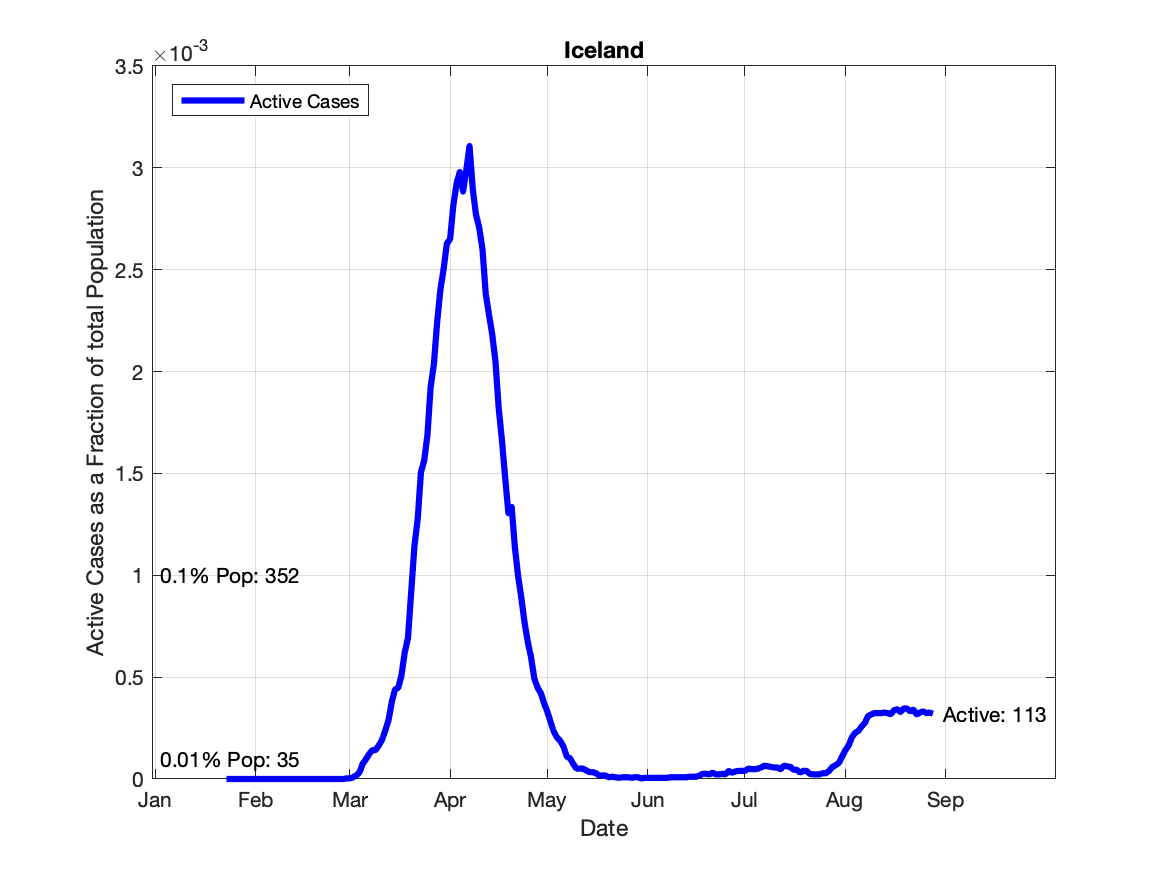 Iceland
×10-3
Active Cases
3.5
3
2.5
2
1.5
1
0.5
0
0.1% Pop: 352
0.01% Pop: 35
Active: 113
Active Cases as a Fraction of total Population
Jan Feb Mar Apr May Jun Jul Aug Sep
Date